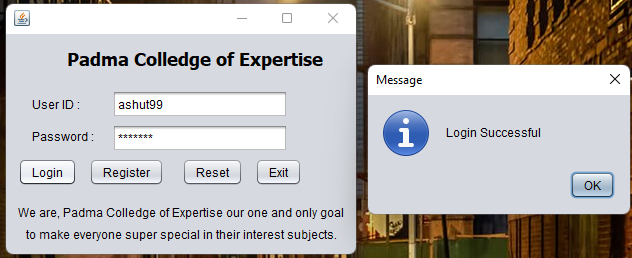 Padma Colledge of Expertise
User ID :
ashut99
Password :
*******
Login
Register
Reset
Exit
We are, Padma Colledge of Expertise our one and only goal
to make everyone super special in their interest subjects.
Message
Login Successful
OK